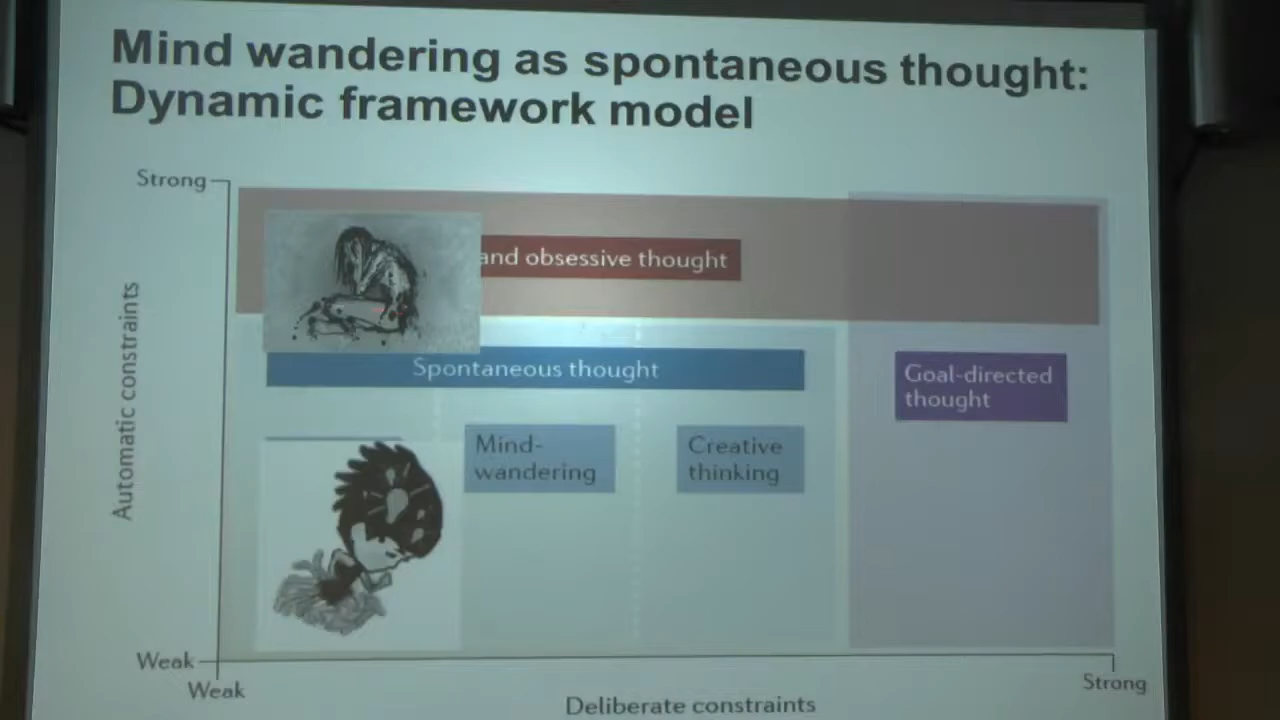 Mind wandering as spontaneous thought:
Dynamic framework model
Strong
and obsessive thought
Automatic constraints
Spontaneous thought
Goal-directed
thought
Mind-
wandering
Creative
thinking
Weak
Weak
Strong
Deliberate constraints